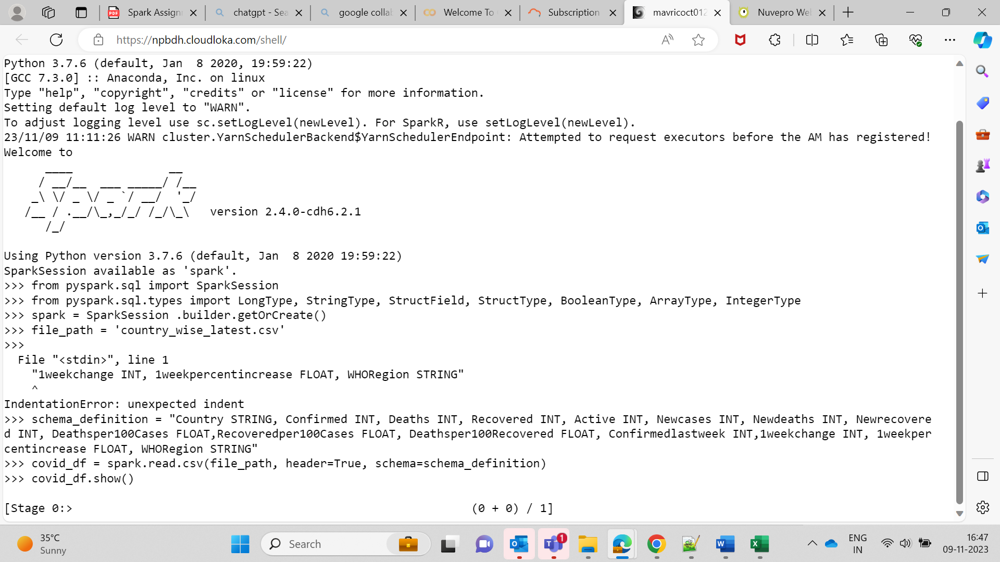 Spark Assign
chatgpt - Sea
google collab
Welcome To
Subscription
mavricoct012
Nuvepro Wel
https://npbdh.cloudloka.com/shell/
Python 3.7.6 (default, Jan  8 2020, 19:59:22)
[GCC 7.3.0] :: Anaconda, Inc. on linux
Type "help", "copyright", "credits" or "license" for more information.
Setting default log level to "WARN".
To adjust logging level use sc.setLogLevel(newLevel). For SparkR, use setLogLevel(newLevel).
23/11/09 11:11:26 WARN cluster.YarnSchedulerBackend$YarnSchedulerEndpoint: Attempted to request executors before the AM has registered!
Welcome to
      ____              __
     / __/__  ___ _____/ /__
    _\ \/ _ \/ _ `/ __/  '_/
   /__ / .__/\_,_/_/ /_/\_\   version 2.4.0-cdh6.2.1
      /_/
Using Python version 3.7.6 (default, Jan  8 2020 19:59:22)
SparkSession available as 'spark'.
>>> from pyspark.sql import SparkSession
>>> from pyspark.sql.types import LongType, StringType, StructField, StructType, BooleanType, ArrayType, IntegerType
>>> spark = SparkSession .builder.getOrCreate()
>>> file_path = 'country_wise_latest.csv'
>>>
  File "<stdin>", line 1
    "1weekchange INT, 1weekpercentincrease FLOAT, WHORegion STRING"
    ^
IndentationError: unexpected indent
>>> schema_definition = "Country STRING, Confirmed INT, Deaths INT, Recovered INT, Active INT, Newcases INT, Newdeaths INT, Newrecovere
d INT, Deathsper100Cases FLOAT,Recoveredper100Cases FLOAT, Deathsper100Recovered FLOAT, Confirmedlastweek INT,1weekchange INT, 1weekper
centincrease FLOAT, WHORegion STRING"
>>> covid_df = spark.read.csv(file_path, header=True, schema=schema_definition)
>>> covid_df.show()
[Stage 0:>                                                          (0 + 0) / 1]
35°C
Sunny
Search
1
ENG
IN
16:47
09-11-2023